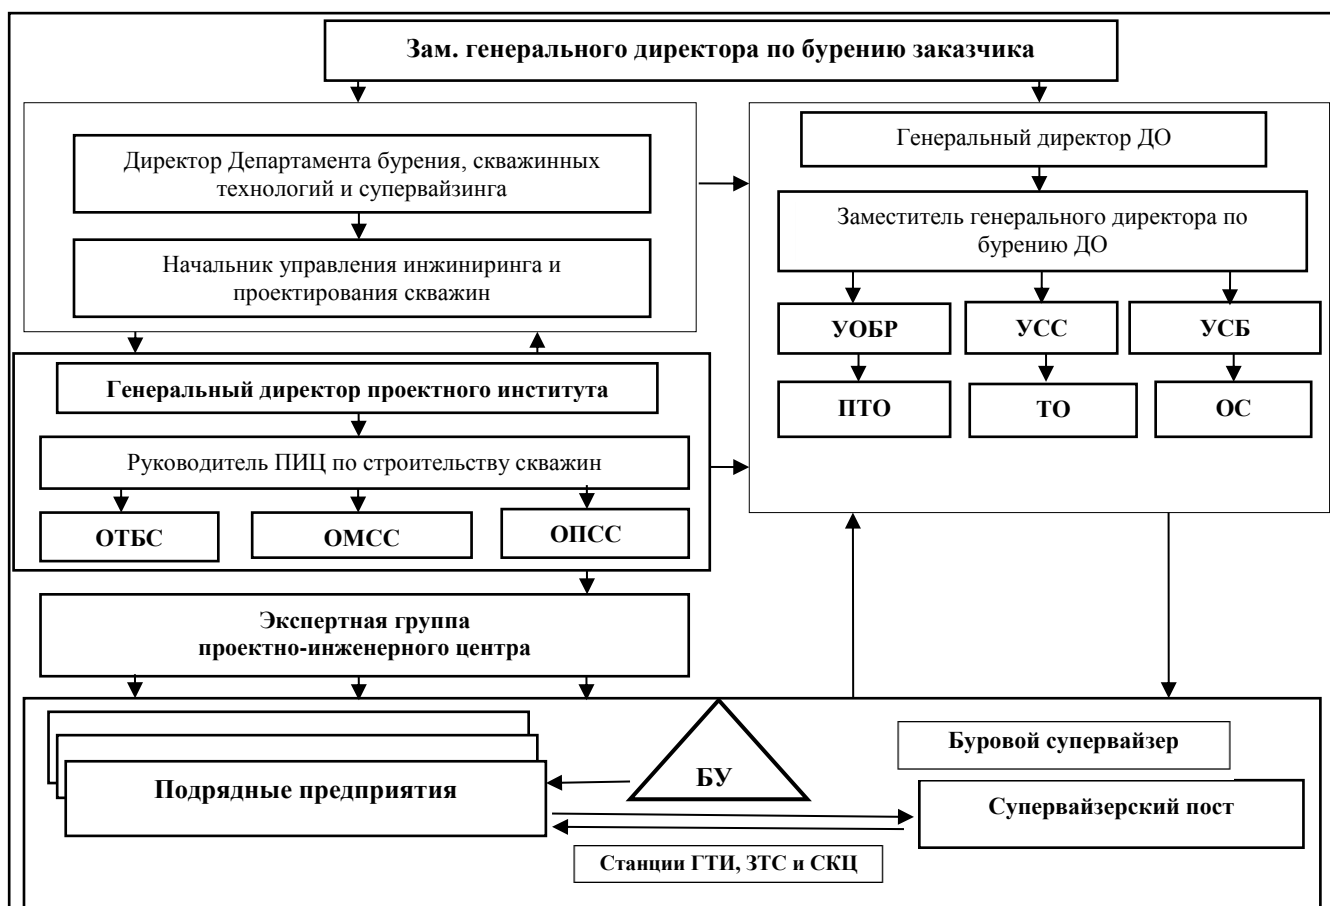 Зам. генерального директора по бурению заказчика
Директор Департамента бурения, скважинных
технологий и супервайзинга
Начальник управления инжиниринга и
проектирования скважин
Генеральный директор ДО
Заместитель генерального директора по
бурению ДО
УОБР
УСС
УСБ
ПТО
ТО
ОС
Генеральный директор проектного института
Руководитель ПИЦ по строительству скважин
ОТБС
ОМСС
ОПСС
Экспертная группа
проектно-инженерного центра
Подрядные предприятия
БУ
Буровой супервайзер
Супервайзерский пост
Станции ГТИ, ЗТС и СКЦ